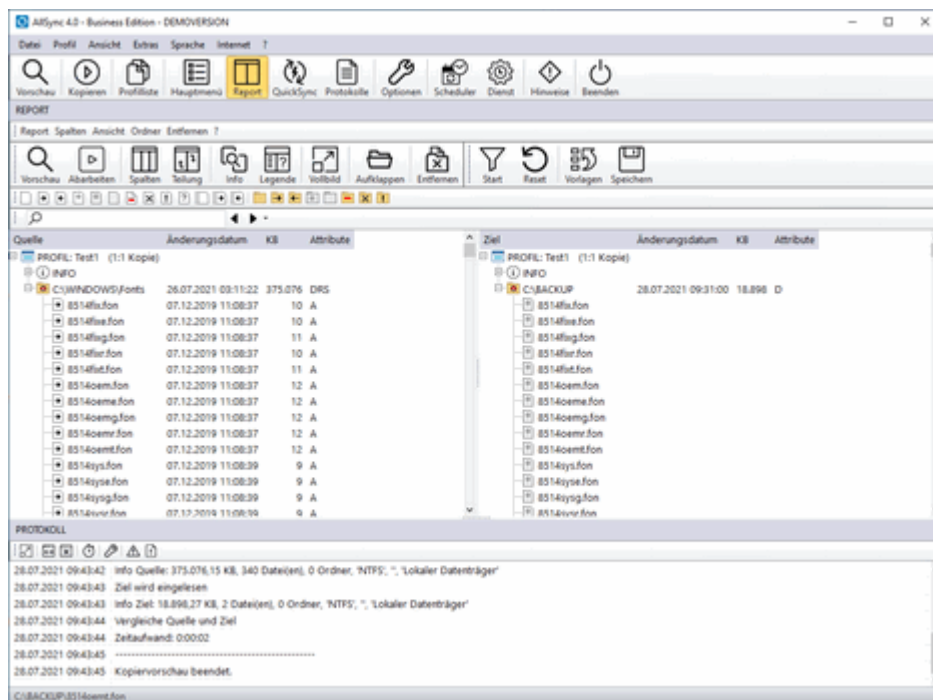 AllSync 4.0 - Business Edition - DEMOVERSION
Datei Profil Ansicht Extras Sprache Internet ?
Vorschau Kopieren Profilliste Hauptmenü Report QuickSync Protokolle Optionen Scheduler Dienst Hinweise Beenden
REPORT
Report Spalten Ansicht Ordner Entfernen ?
Vorschau Abarbeiten Spalten Teilung Info Legende Vollbild Aufklappen Entfernen Start Reset Vorlagen Speichern
Quelle Änderungsdatum KB Attribute Ziel Änderungsdatum KB Attribute
PROFIL: Test1 (1:1 Kopie) PROFIL: Test1 (1:1 Kopie)
INFO INFO
C:\WINDOWS\Fonts 26.07.2021 03:11:22 375.076 DRS C:\BACKUP 28.07.2021 09:31:00 18.898 D
8514fix.fon 07.12.2019 11:08:37 10 A 8514fix.fon
8514fixe.fon 07.12.2019 11:08:37 10 A 8514fixe.fon
8514fixg.fon 07.12.2019 11:08:37 11 A 8514fixg.fon
8514fixr.fon 07.12.2019 11:08:37 10 A 8514fixr.fon
8514fixt.fon 07.12.2019 11:08:37 11 A 8514fixt.fon
8514oem.fon 07.12.2019 11:08:37 12 A 8514oem.fon
8514oeme.fon 07.12.2019 11:08:37 12 A 8514oeme.fon
8514oemg.fon 07.12.2019 11:08:37 12 A 8514oemg.fon
8514oemr.fon 07.12.2019 11:08:37 12 A 8514oemr.fon
8514oemt.fon 07.12.2019 11:08:37 12 A 8514oemt.fon
8514sys.fon 07.12.2019 11:08:39 9 A 8514sys.fon
8514syse.fon 07.12.2019 11:08:39 9 A 8514syse.fon
8514sysg.fon 07.12.2019 11:08:39 9 A 8514sysg.fon
8514sysr.fon 07.12.2019 11:08:39 9 A 8514sysr.fon
PROTOKOLL
28.07.2021 09:43:42 Info Quelle: 375.076,15 KB, 340 Datei(en), 0 Ordner, 'NTFS', '', 'Lokaler Datenträger'
28.07.2021 09:43:43 Ziel wird eingelesen
28.07.2021 09:43:43 Info Ziel: 18.898,27 KB, 2 Datei(en), 0 Ordner, 'NTFS', '', 'Lokaler Datenträger'
28.07.2021 09:43:44 Vergleiche Quelle und Ziel
28.07.2021 09:43:44 Zeitaufwand: 0:00:02
28.07.2021 09:43:45 --------------------------------------------------
28.07.2021 09:43:45 Kopiervorschau beendet.
C:\BACKUP\8514oemt.fon